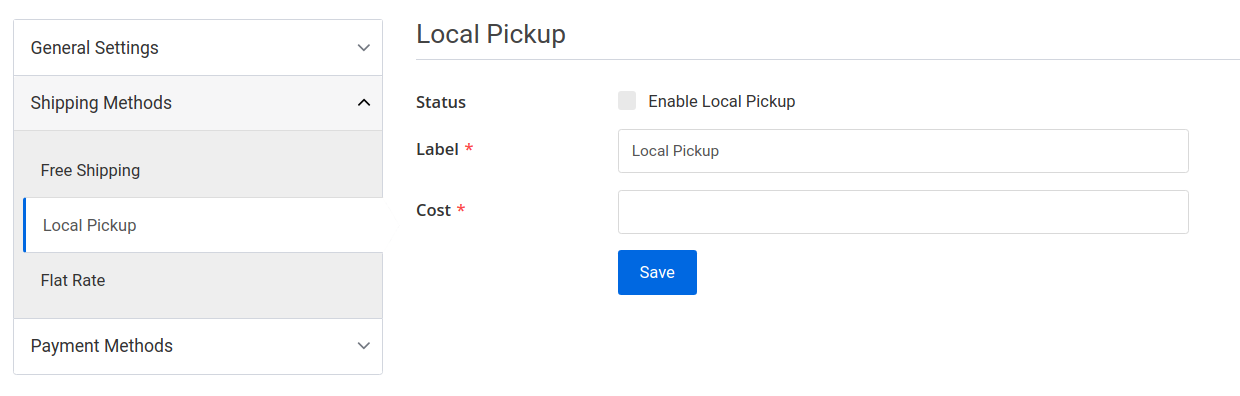 General Settings
Shipping Methods
Free Shipping
Local Pickup
Flat Rate
Payment Methods
Local Pickup
Status
Enable Local Pickup
Label *
Local Pickup
Cost *
Save